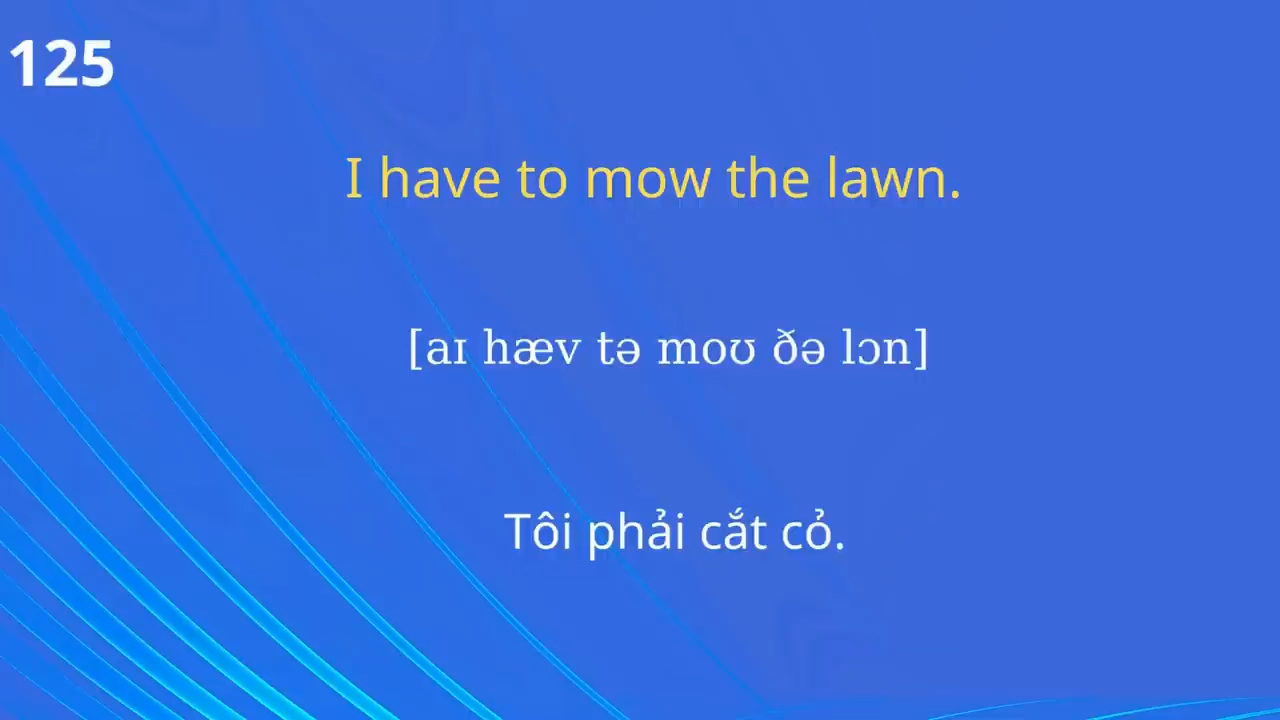 125
I have to mow the lawn.
[aɪ hæv tə moʊ ðə lɔn]
Tôi phải cắt cỏ.